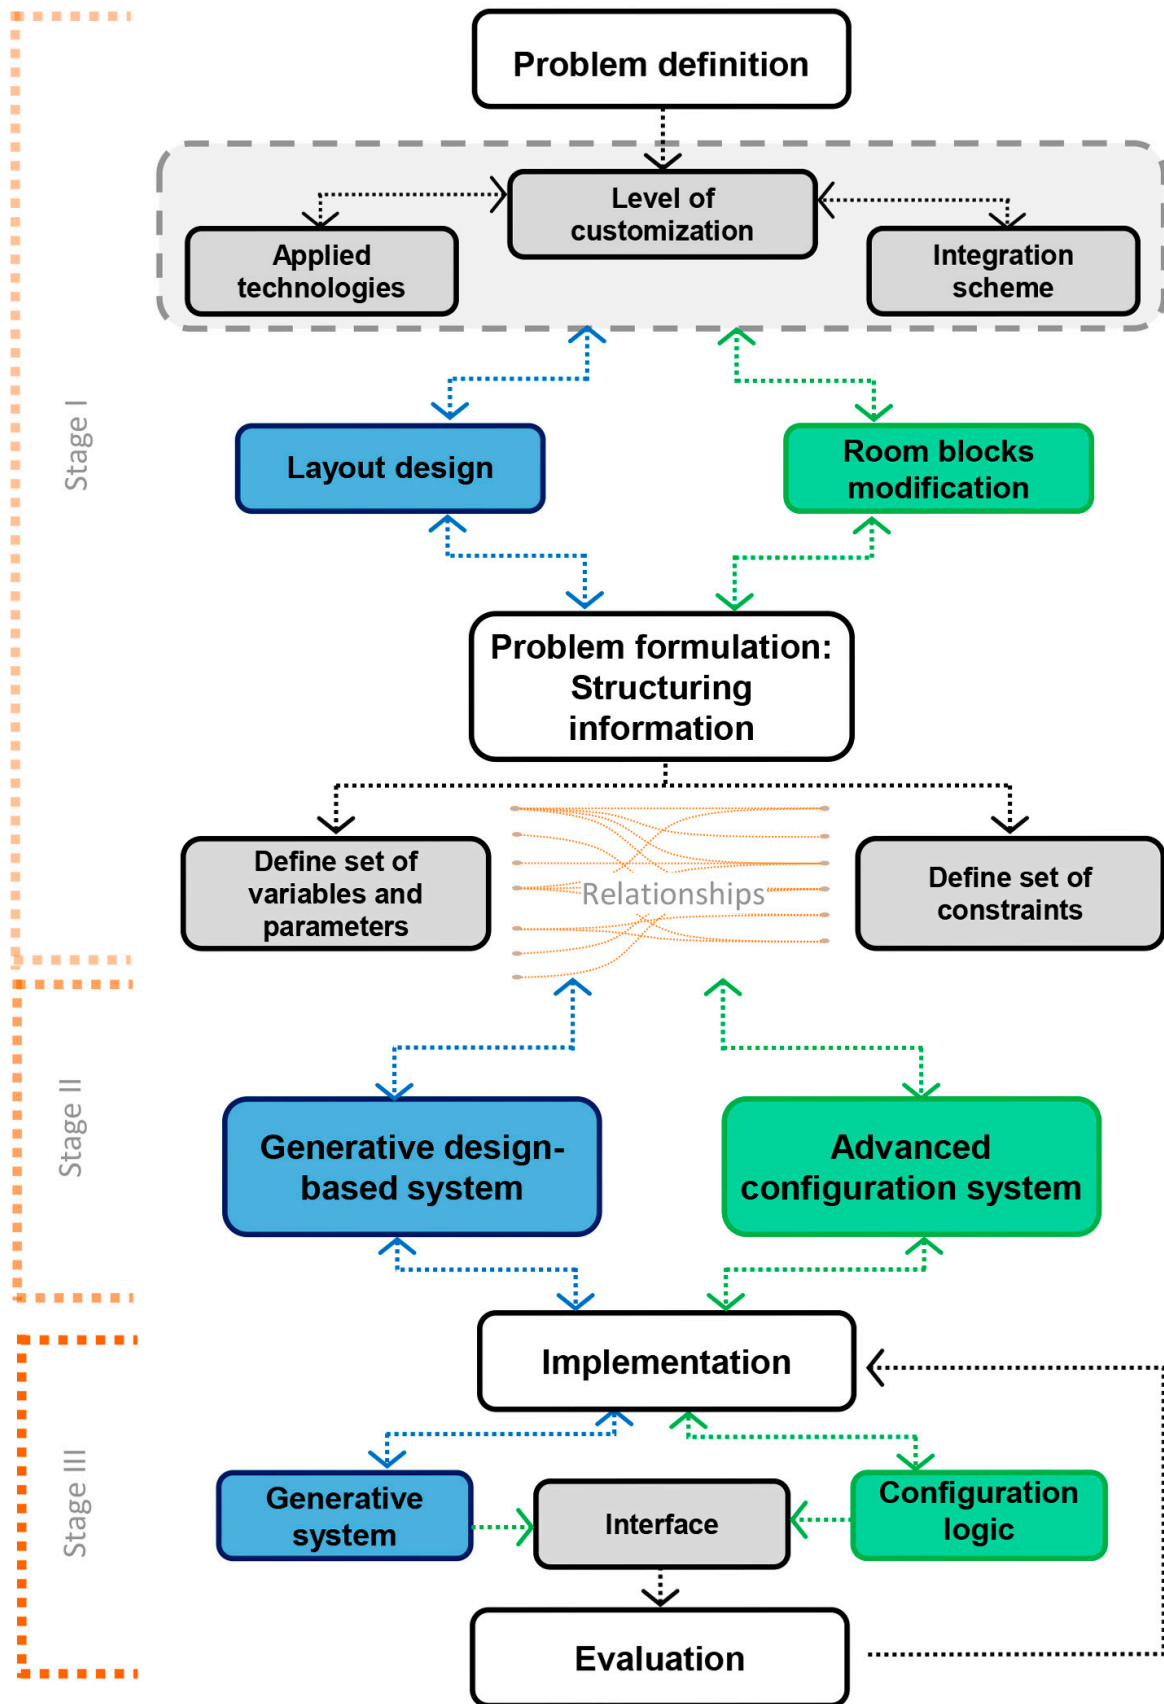 Problem definition
Level of
customization
Applied
technologies
Integration
scheme
Stage I
Layout design
Room blocks
modification
Problem formulation:
Structuring
information
Define set of
variables and
parameters
Relationships
Define set of
constraints
Stage II
Generative design-
based system
Advanced
configuration system
Implementation
Stage III
Generative
system
Interface
Configuration
logic
Evaluation